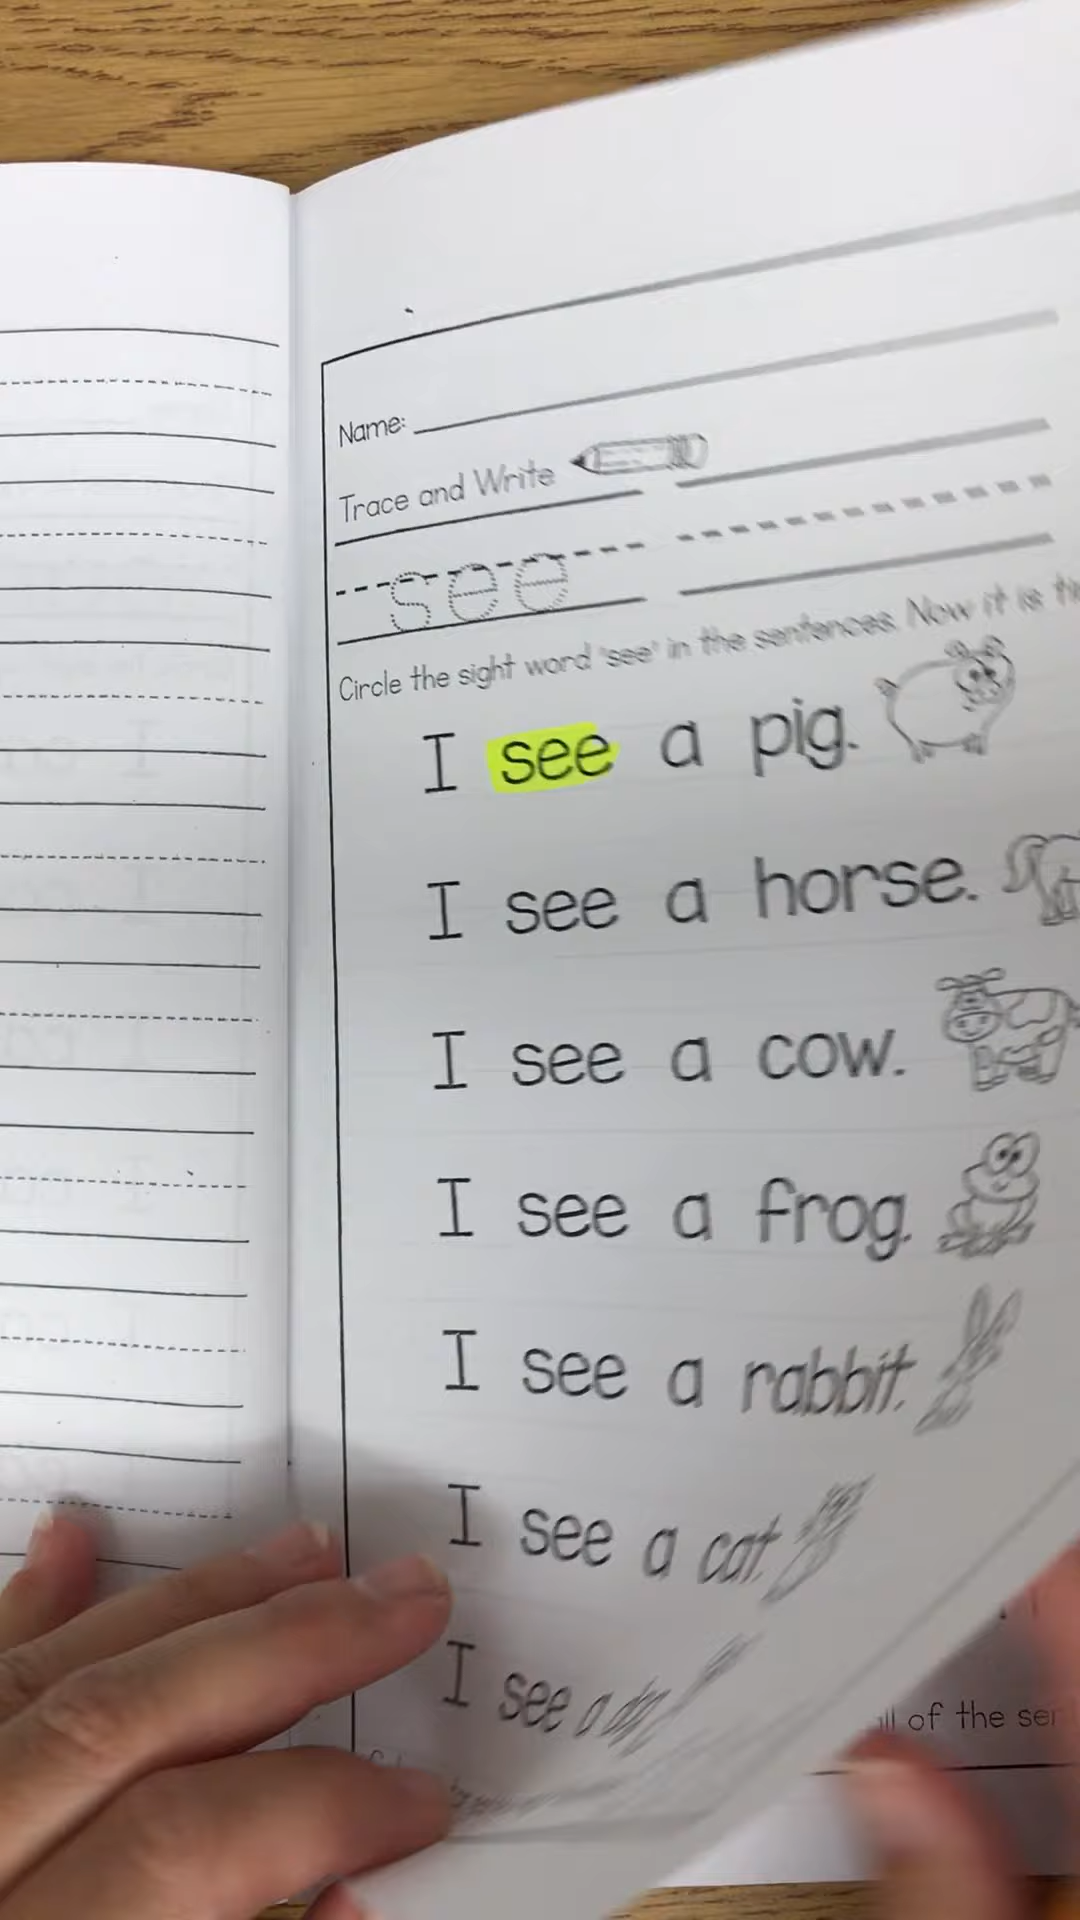 Name:
Trace and Write
see
Circle the sight word 'see' in the sentences. Now it is
I see a pig.
I see a horse.
I see a cow.
I see a frog.
I see a rabbit.
I see a cat.
I see a dog
of the